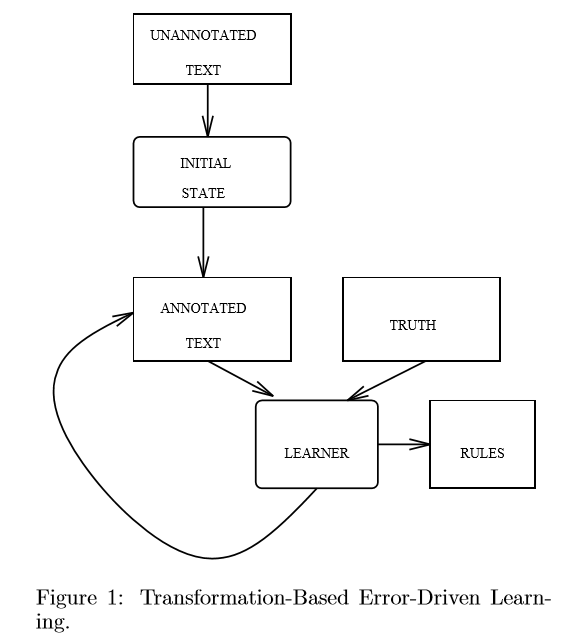 UNANNOTATED
TEXT
INITIAL
STATE
ANNOTATED
TEXT
TRUTH
LEARNER
RULES
Figure 1: Transformation-Based Error-Driven Learn-
ing.